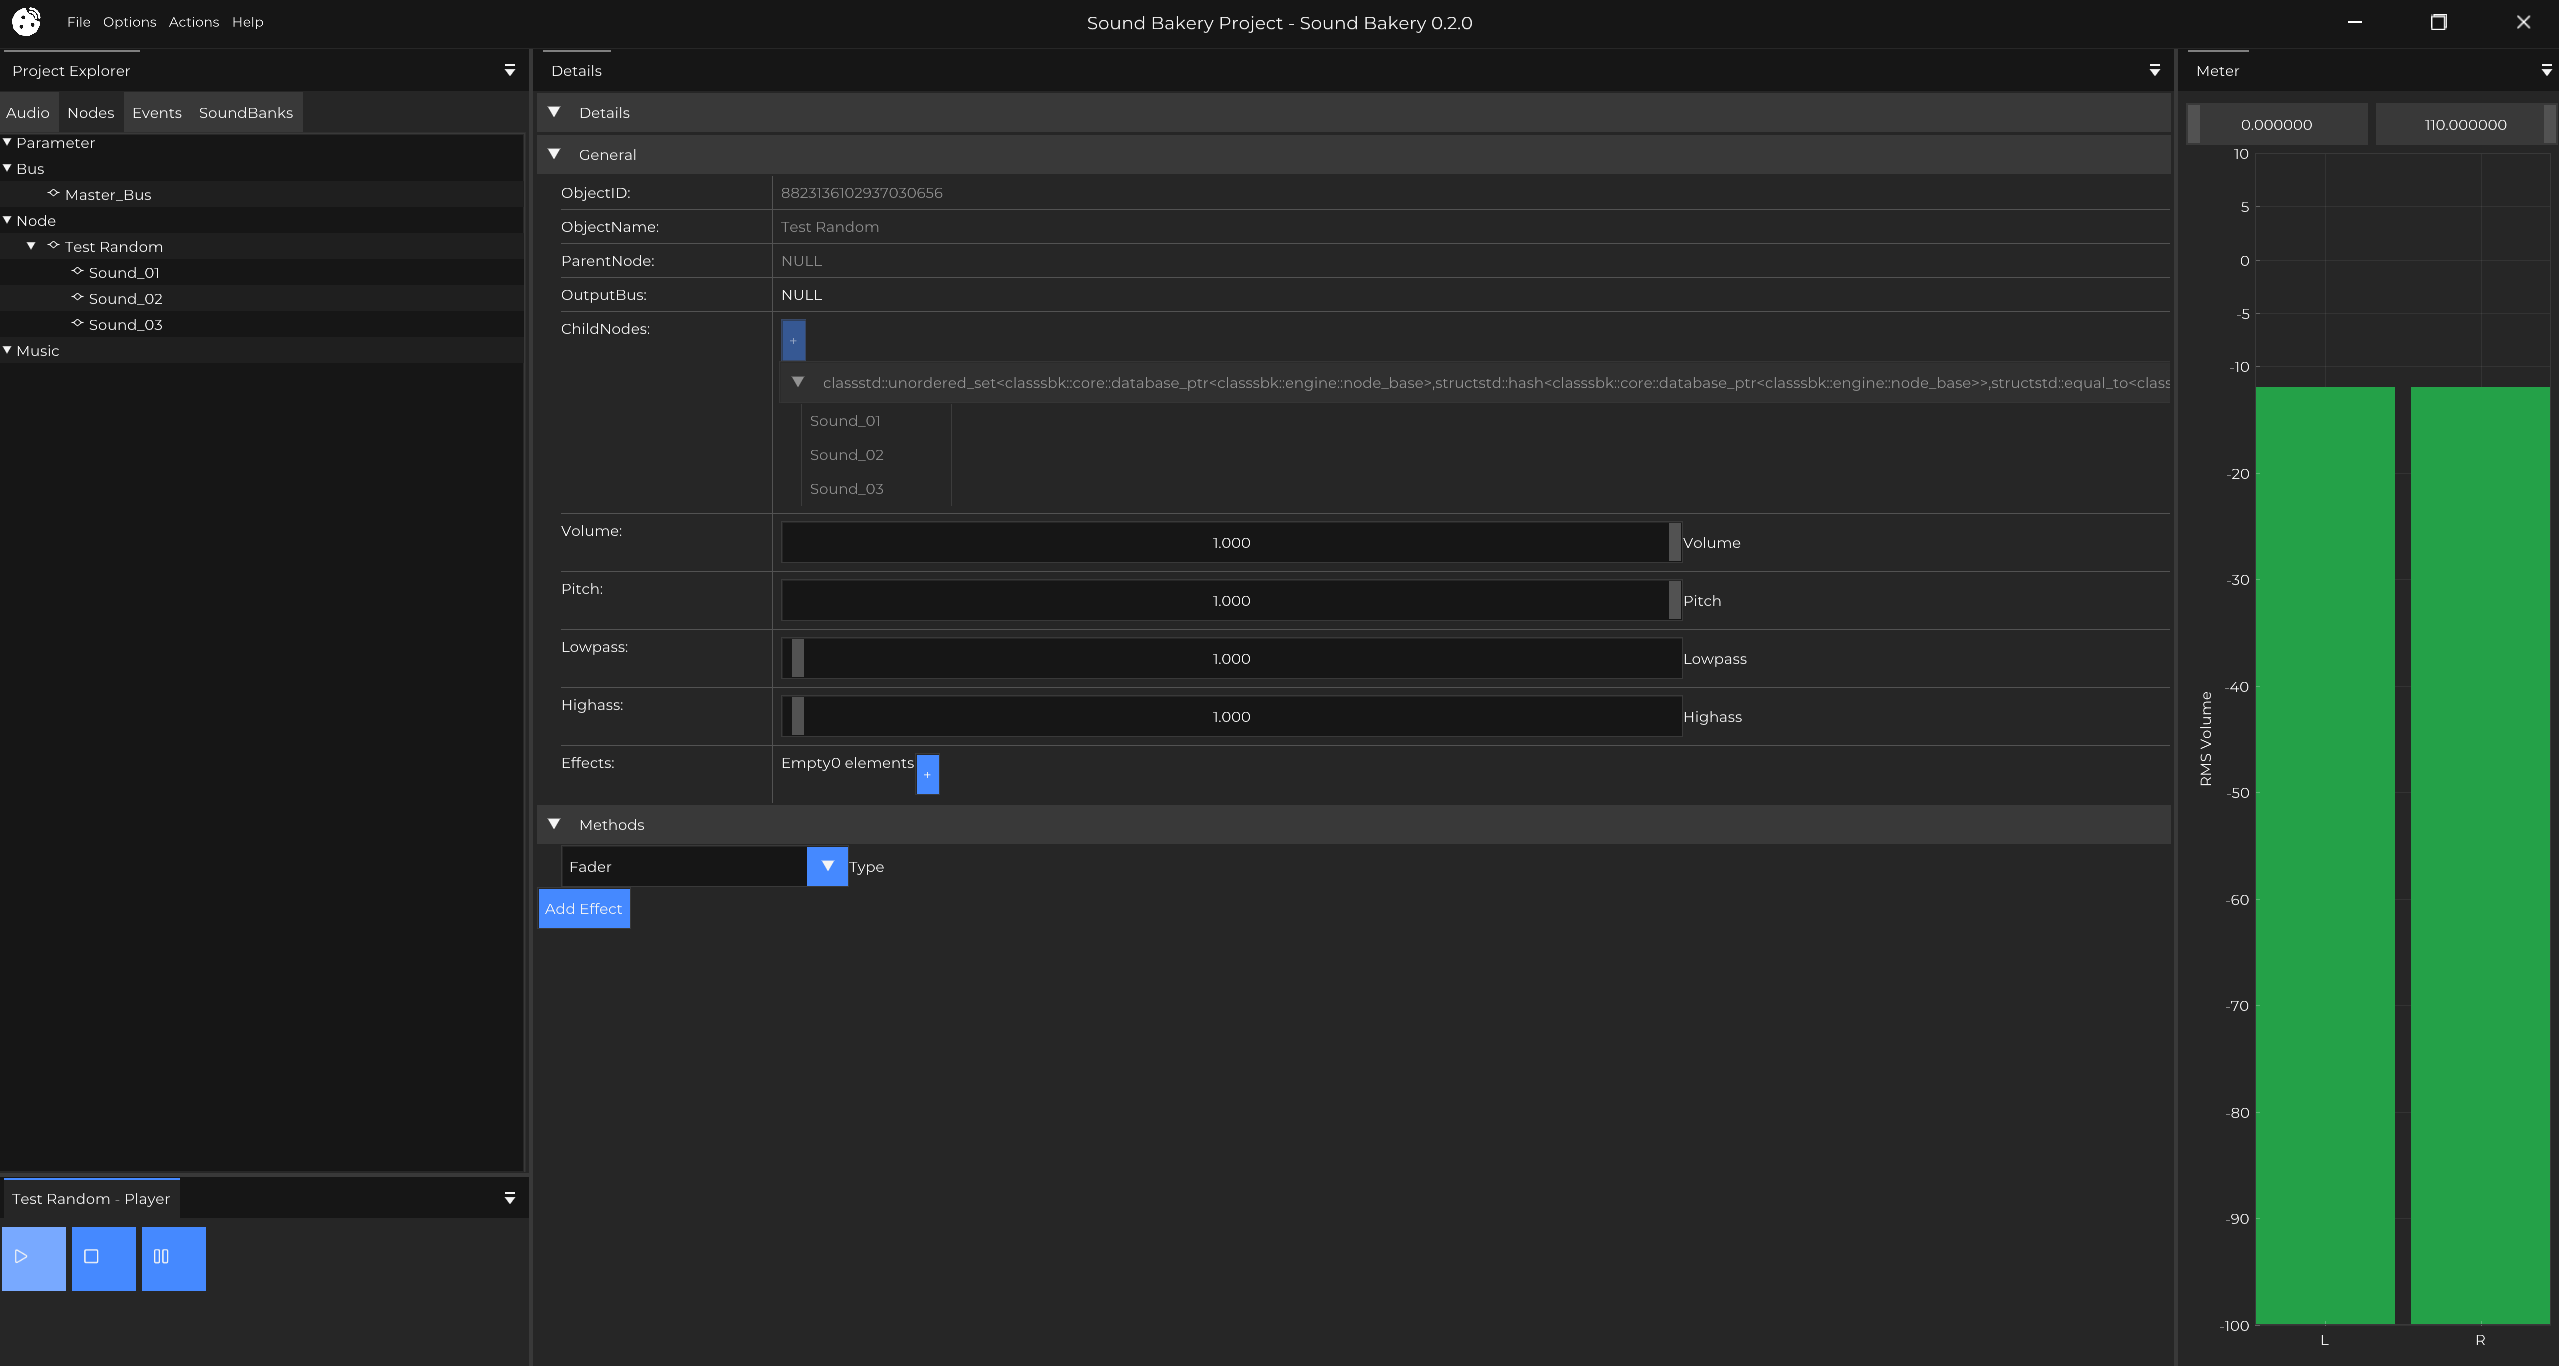 File Options Actions Help
Sound Bakery Project - Sound Bakery 0.2.0
Project Explorer
Audio Nodes Events SoundBanks
Parameter
Bus
Master_Bus
Node
Test Random
Sound_01
Sound_02
Sound_03
Music
Test Random - Player
Details
Details
General
ObjectID: 8823136102937030656
ObjectName: Test Random
ParentNode: NULL
OutputBus: NULL
ChildNodes:
+
classstd::unordered_set<classsbk::core::database_ptr<classsbk::engine::node_base>,structstd::hash<classsbk::core::database_ptr<classsbk::engine::node_base>>,structstd::equal_to<class
Sound_01
Sound_02
Sound_03
Volume: 1.000 Volume
Pitch: 1.000 Pitch
Lowpass: 1.000 Lowpass
Highass: 1.000 Highass
Effects: Empty0 elements +
Methods
Fader Type
Add Effect
Meter
0.000000 110.000000
10
5
0
-5
-10
-20
-30
-40
-50
-60
-70
-80
-90
-100
RMS Volume
L R